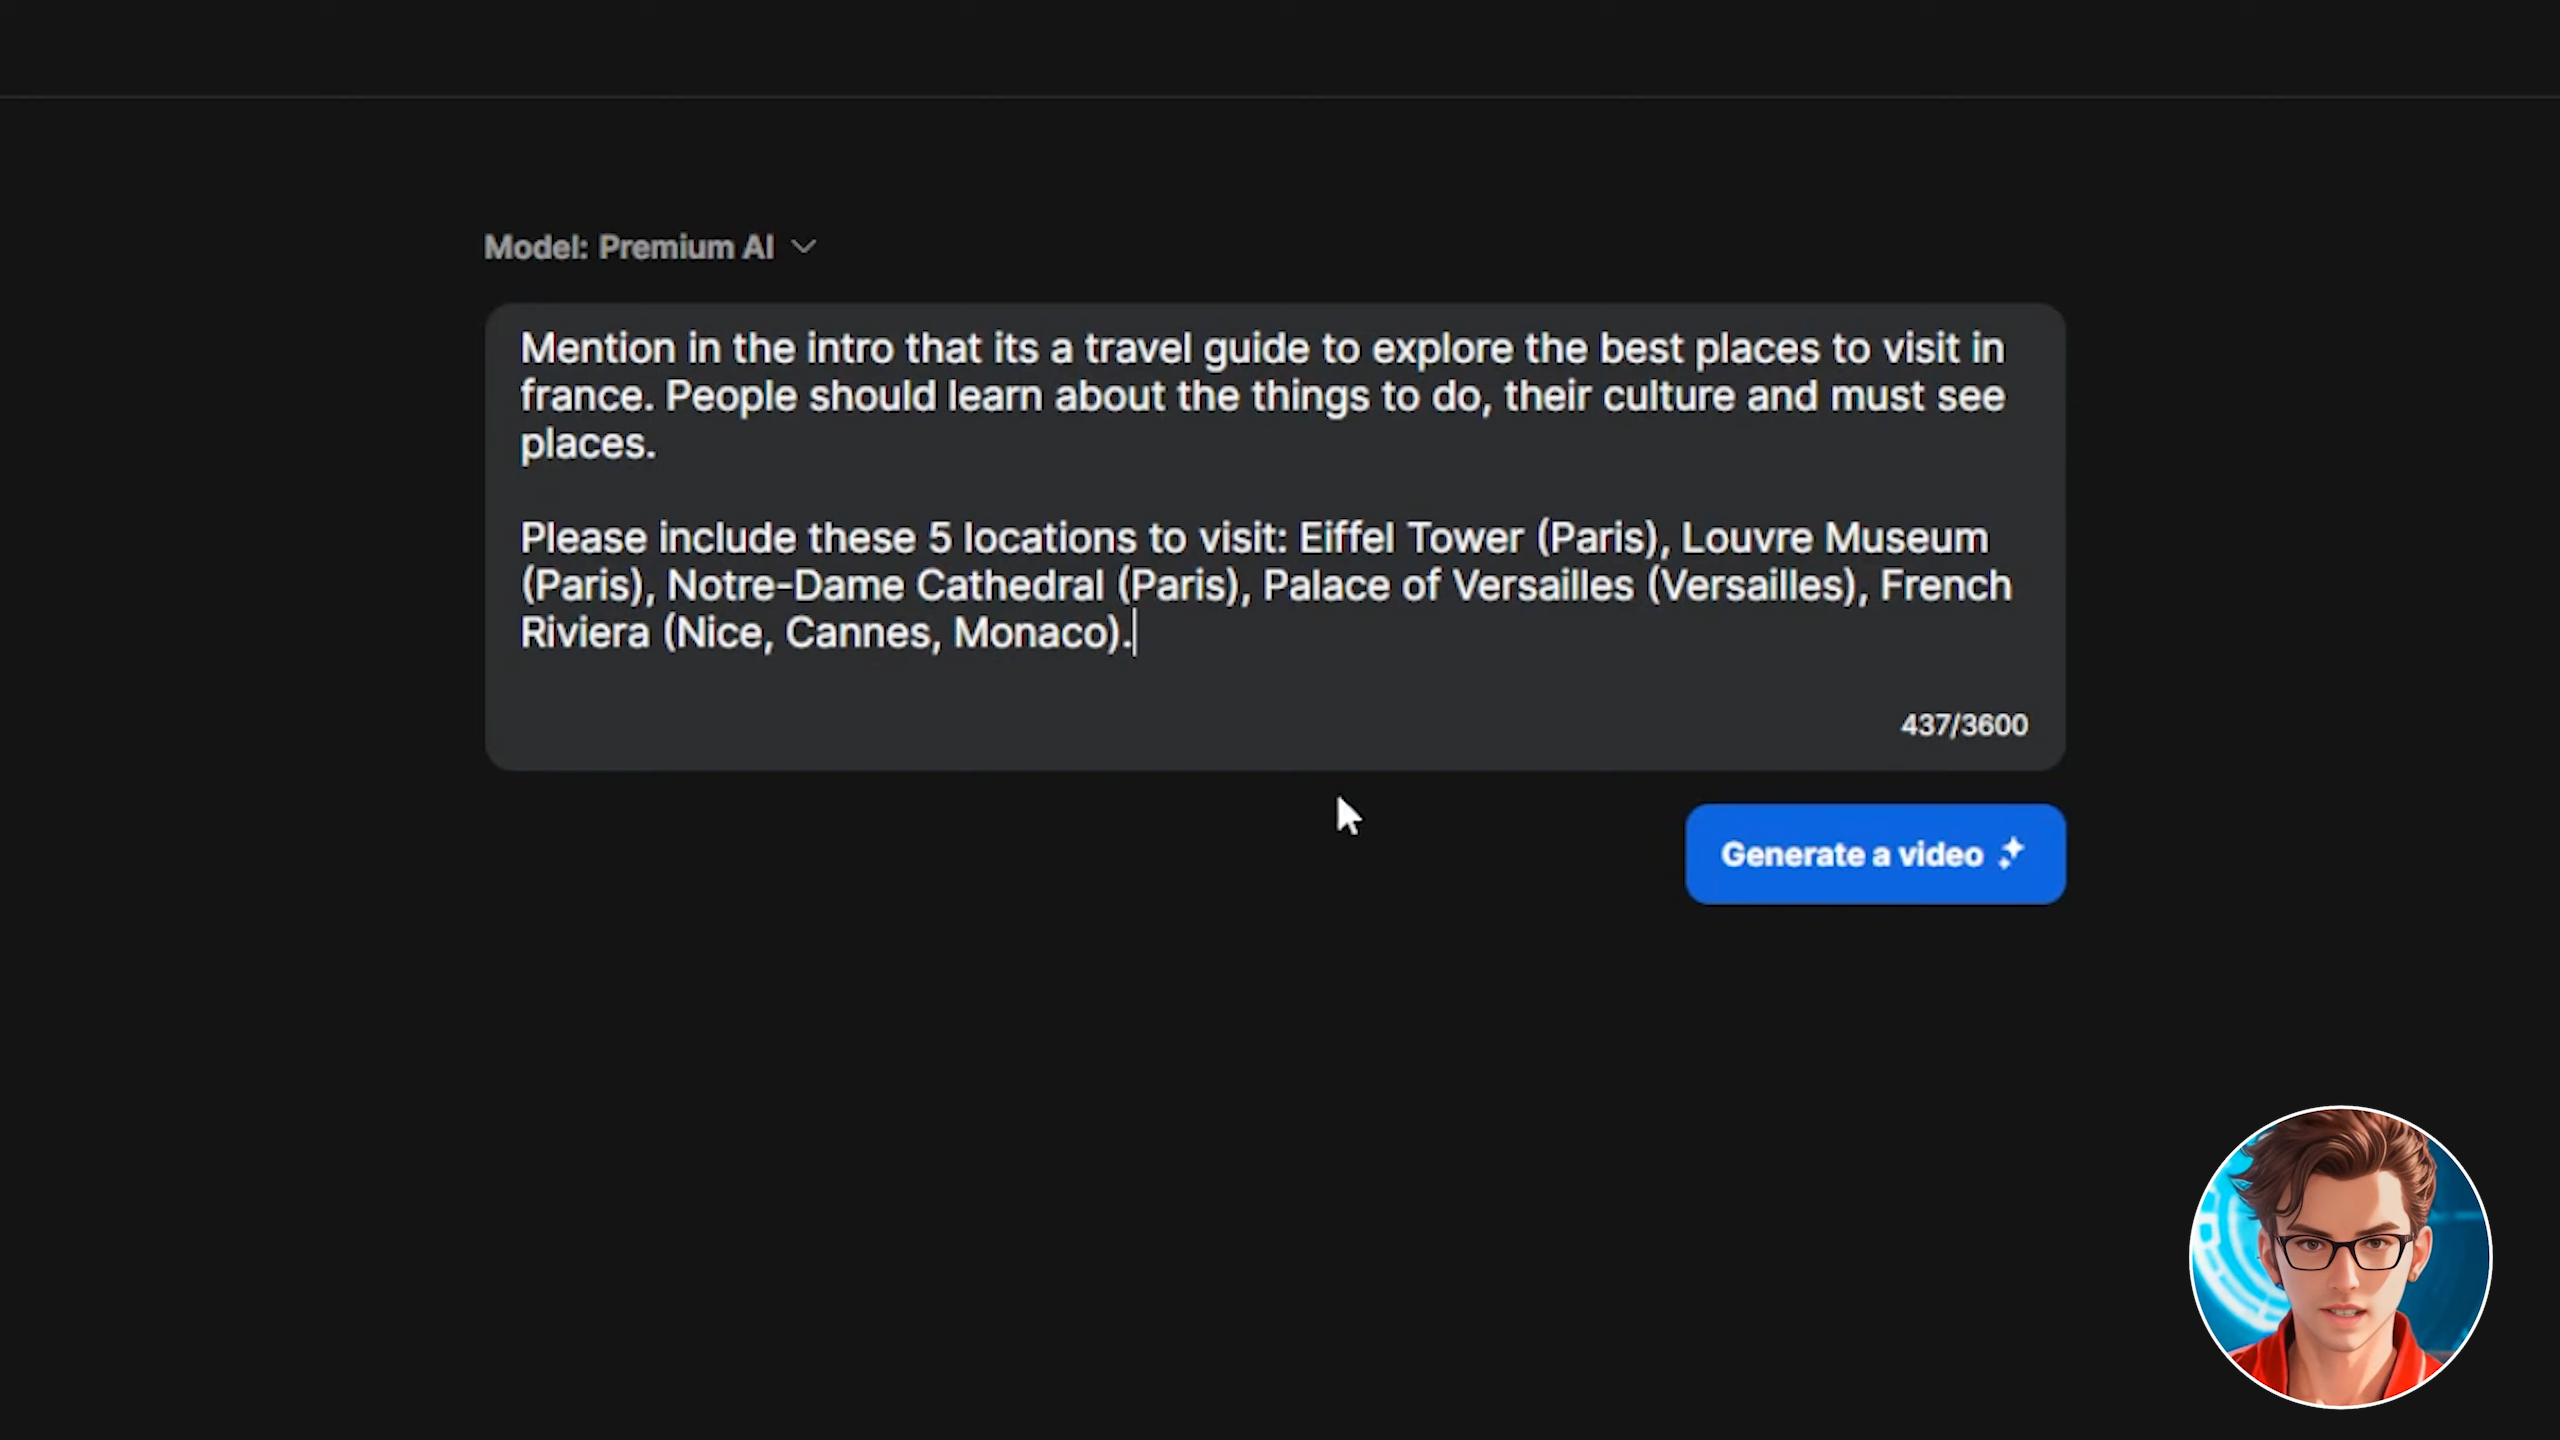 Model: Premium AI
Mention in the intro that its a travel guide to explore the best places to visit in
france. People should learn about the things to do, their culture and must see
places.
Please include these 5 locations to visit: Eiffel Tower (Paris), Louvre Museum
(Paris), Notre-Dame Cathedral (Paris), Palace of Versailles (Versailles), French
Riviera (Nice, Cannes, Monaco).
437/3600
Generate a video